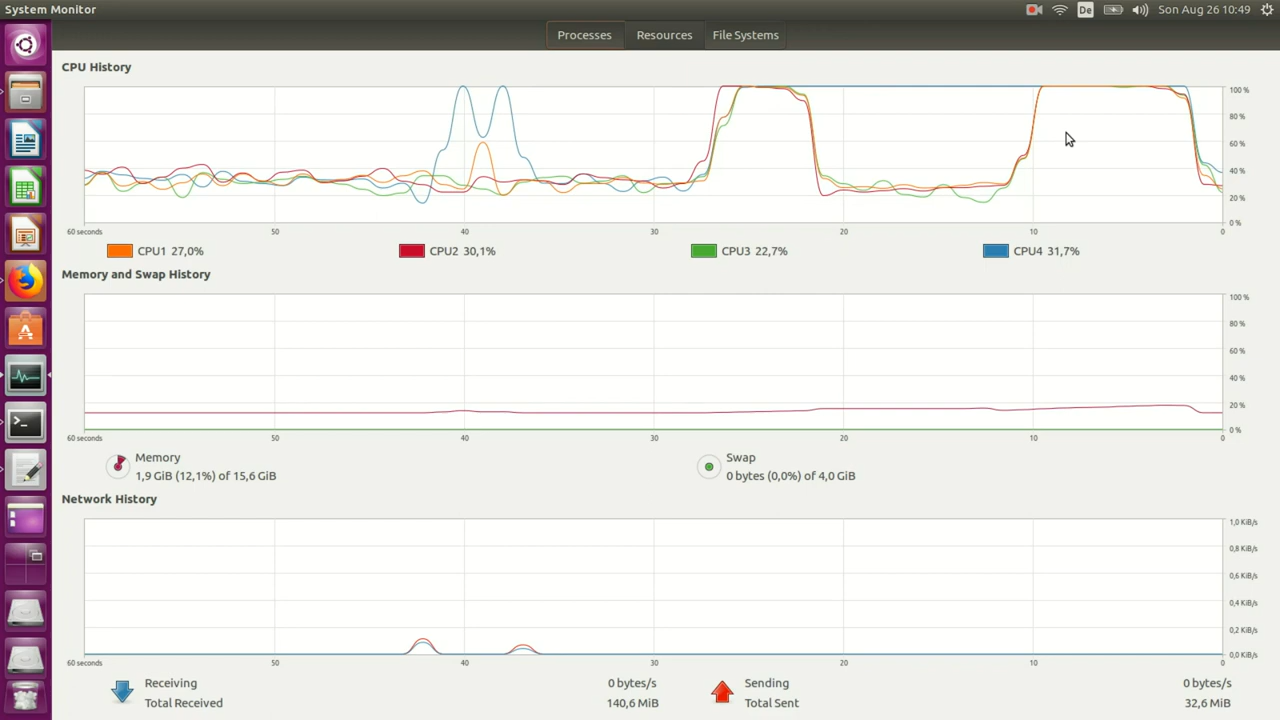 System Monitor De Sun Aug 26 10:49
Processes Resources File Systems
CPU History
100 %
80 %
60 %
40 %
20 %
0 %
60 seconds 50 40 30 20 10 0
CPU1 27,0% CPU2 30,1% CPU3 22,7% CPU4 31,7%
Memory and Swap History
100 %
80 %
60 %
40 %
20 %
0 %
60 seconds 50 40 30 20 10 0
Memory Swap
1,9 GiB (12,1%) of 15,6 GiB 0 bytes (0,0%) of 4,0 GiB
Network History
1,0 KiB/s
0,8 KiB/s
0,6 KiB/s
0,4 KiB/s
0,2 KiB/s
0,0 KiB/s
60 seconds 50 40 30 20 10 0
Receiving 0 bytes/s Sending 0 bytes/s
Total Received 140,6 MiB Total Sent 32,6 MiB